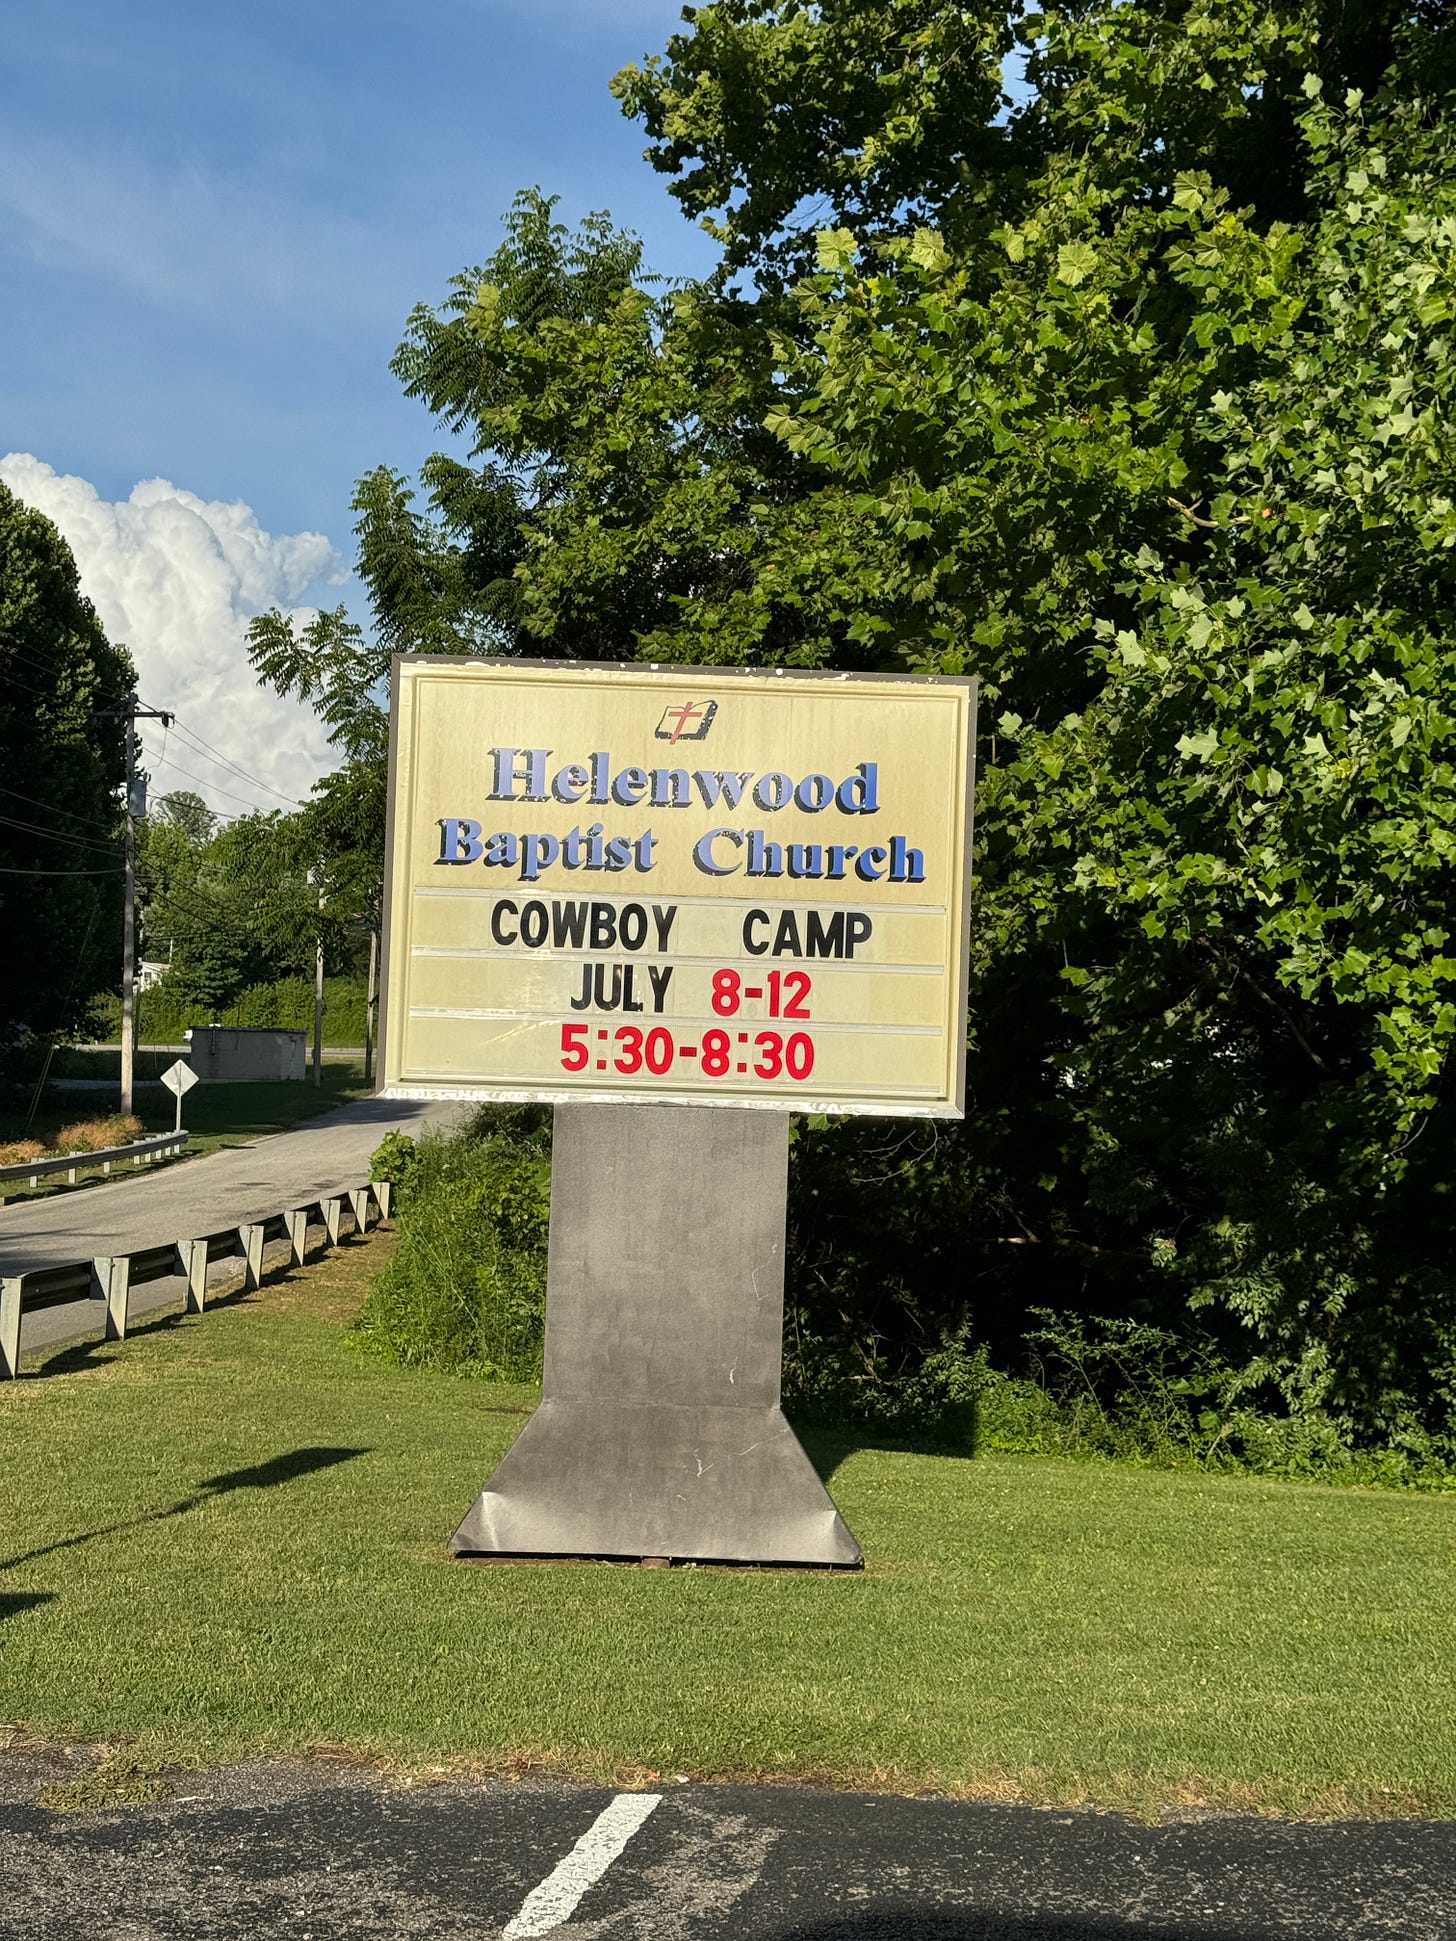 Helenwood
Baptist Church
COWBOY CAMP
JULY 8-12
5:30-8:30